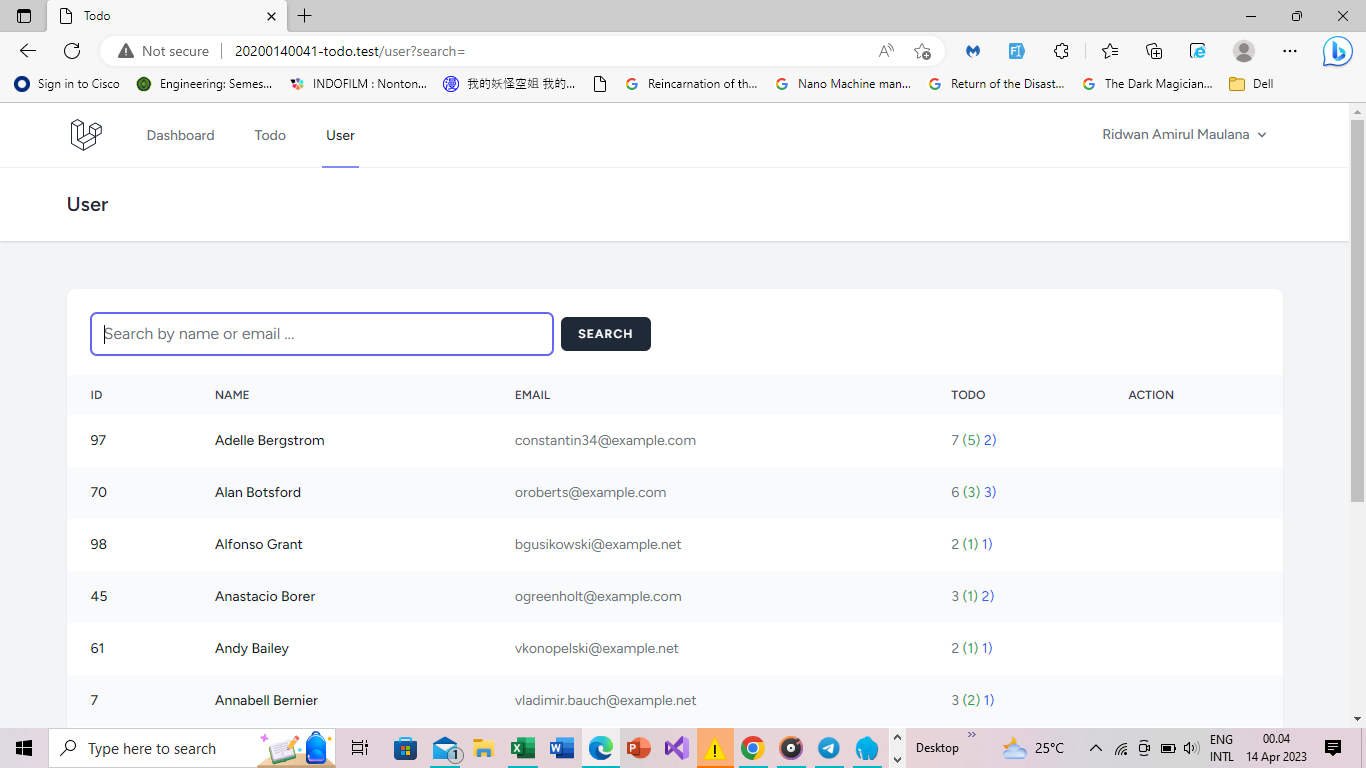 Todo
Not secure 20200140041-todo.test/user?search=
Sign in to Cisco Engineering: Semes... INDOFILM : Nonton... 我的妖怪空姐 我的... Reincarnation of th... Nano Machine man... Return of the Disast... The Dark Magician... Dell
Dashboard Todo User Ridwan Amirul Maulana
User
Search by name or email ... SEARCH
ID NAME EMAIL TODO ACTION
97 Adelle Bergstrom constantin34@example.com 7 (5) 2)
70 Alan Botsford oroberts@example.com 6 (3) 3)
98 Alfonso Grant bgusikowski@example.net 2 (1) 1)
45 Anastacio Borer ogreenholt@example.com 3 (1) 2)
61 Andy Bailey vkonopelski@example.net 2 (1) 1)
7 Annabell Bernier vladimir.bauch@example.net 3 (2) 1)
Type here to search 1 Desktop 25°C ENG 00.04
INTL 14 Apr 2023